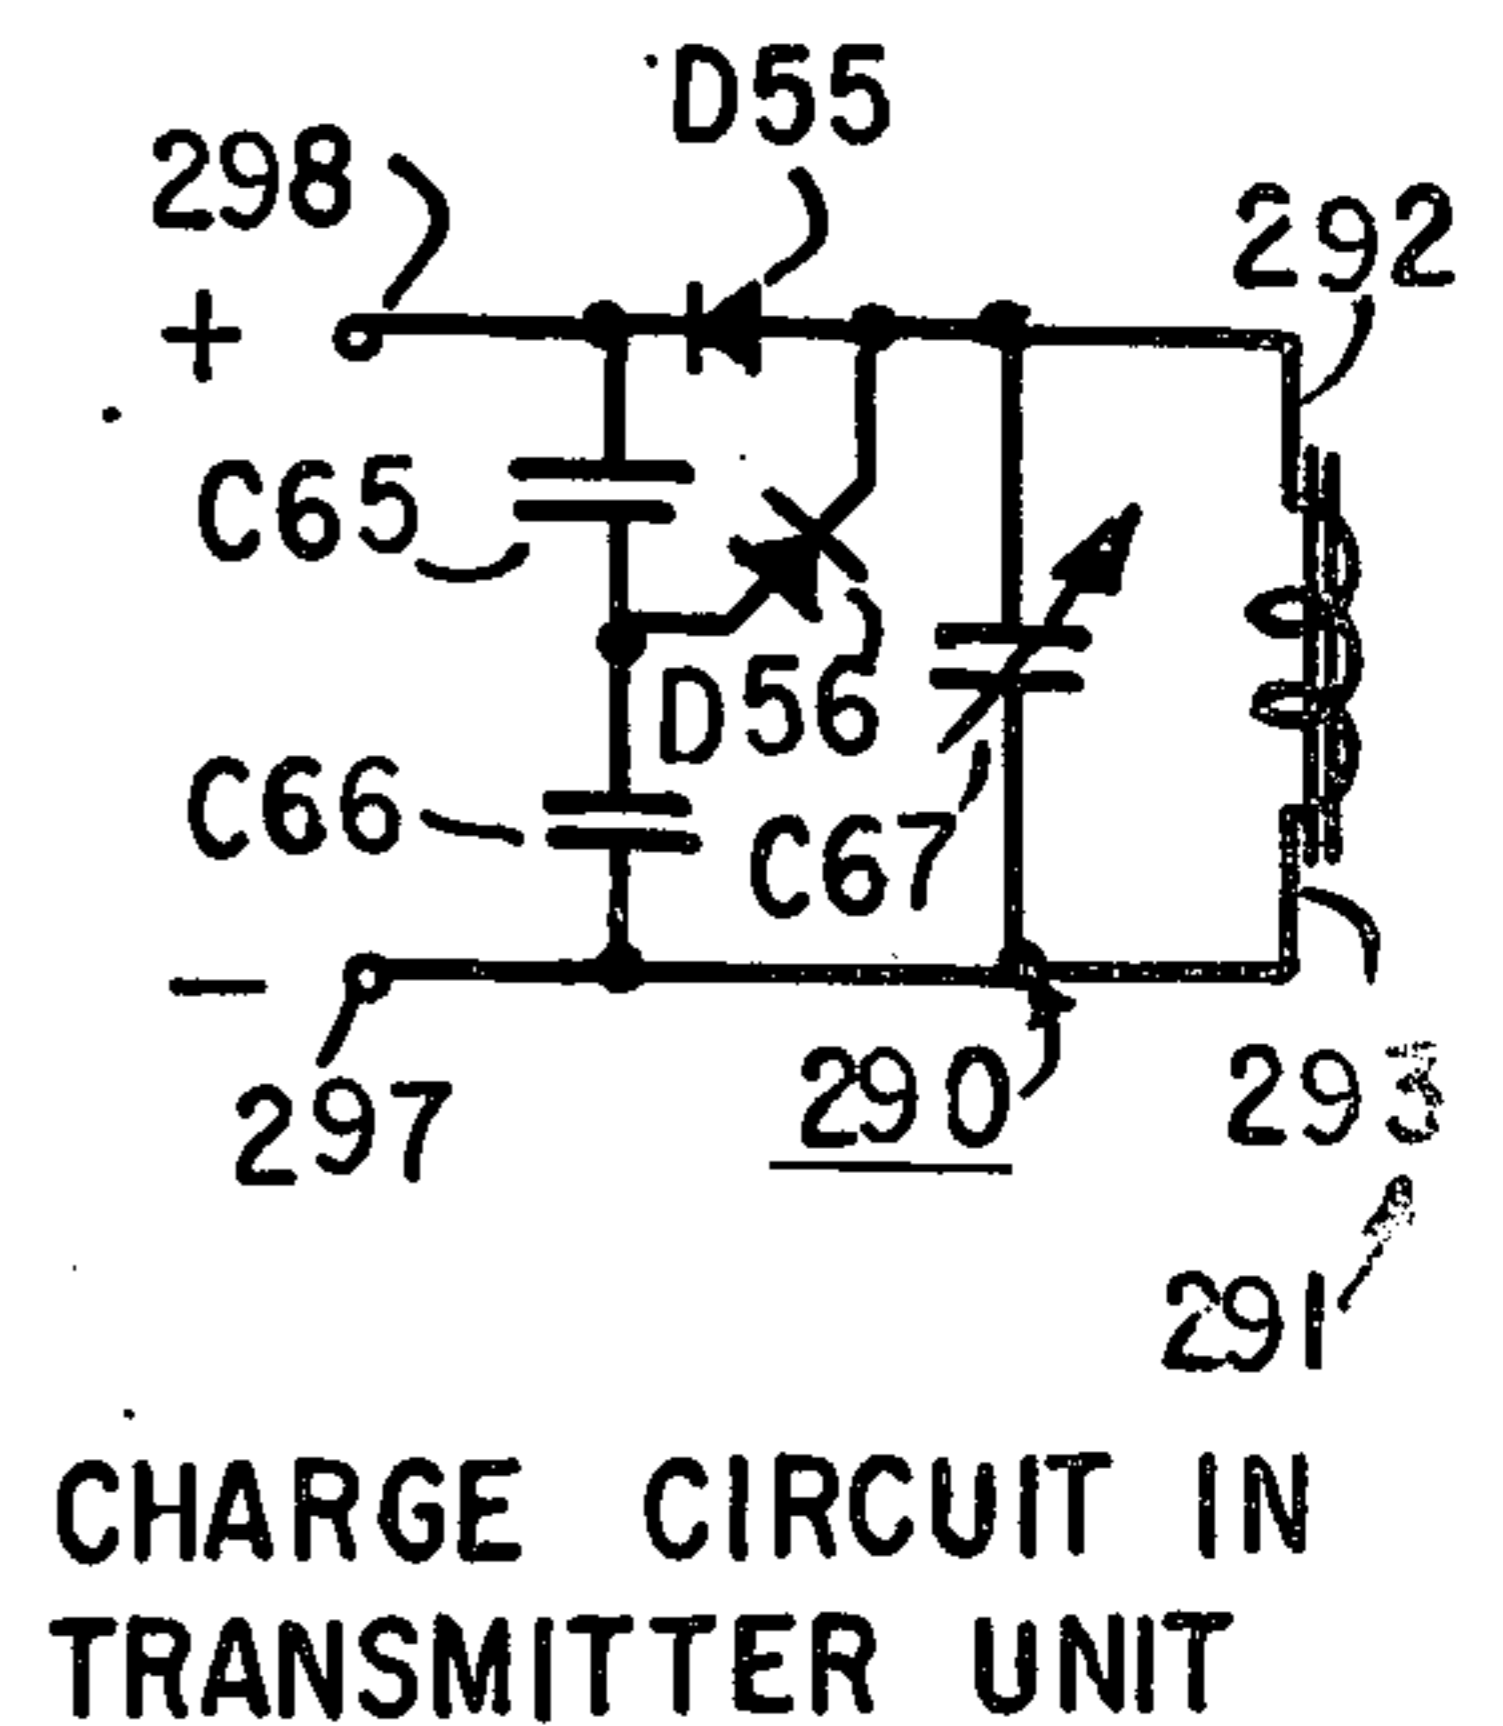 D55
298
292
+
C65
D56
C66
C67
−
297
290
293
291
CHARGE CIRCUIT IN
TRANSMITTER UNIT